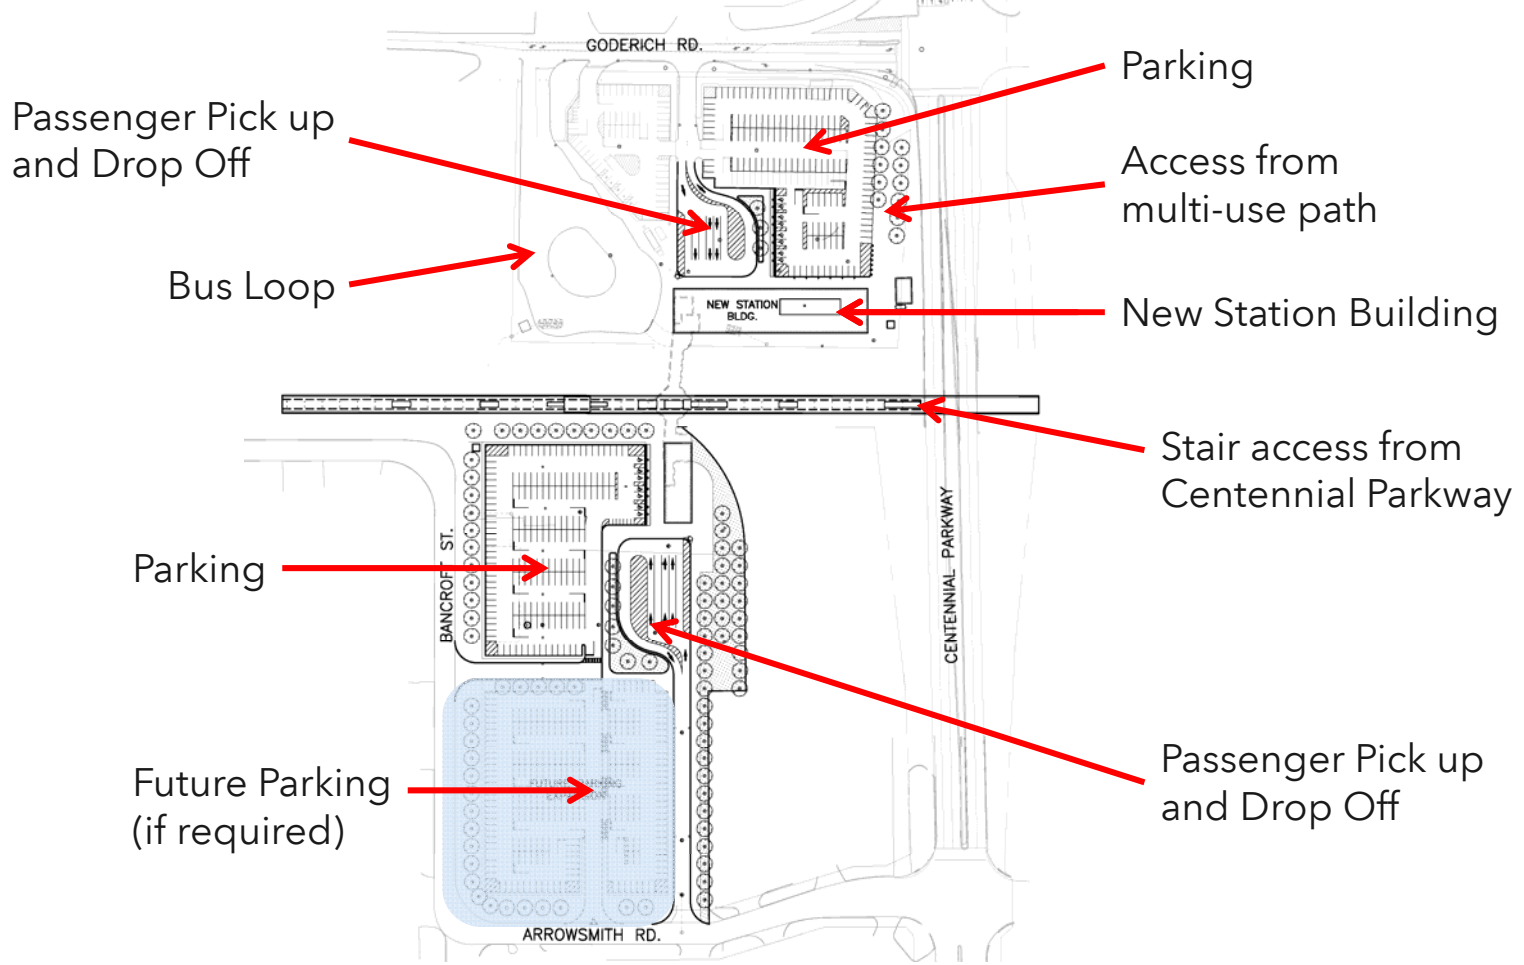 GODERICH RD.
Parking
Passenger Pick up
and Drop Off
Access from
multi-use path
Bus Loop
NEW STATION
BLDG.
New Station Building
Stair access from
Centennial Parkway
BANCROFT ST.
CENTENNIAL PARKWAY
Parking
Passenger Pick up
and Drop Off
Future Parking
(if required)
ARROWSMITH RD.